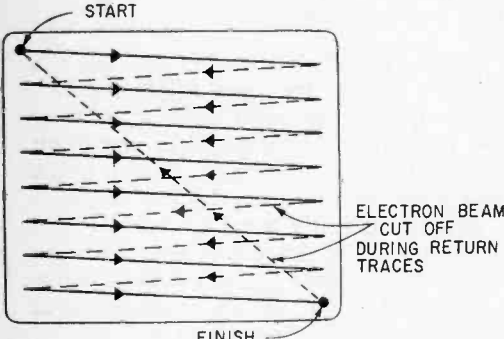 START
ELECTRON BEAM
CUT OFF
DURING RETURN
TRACES
FINISH